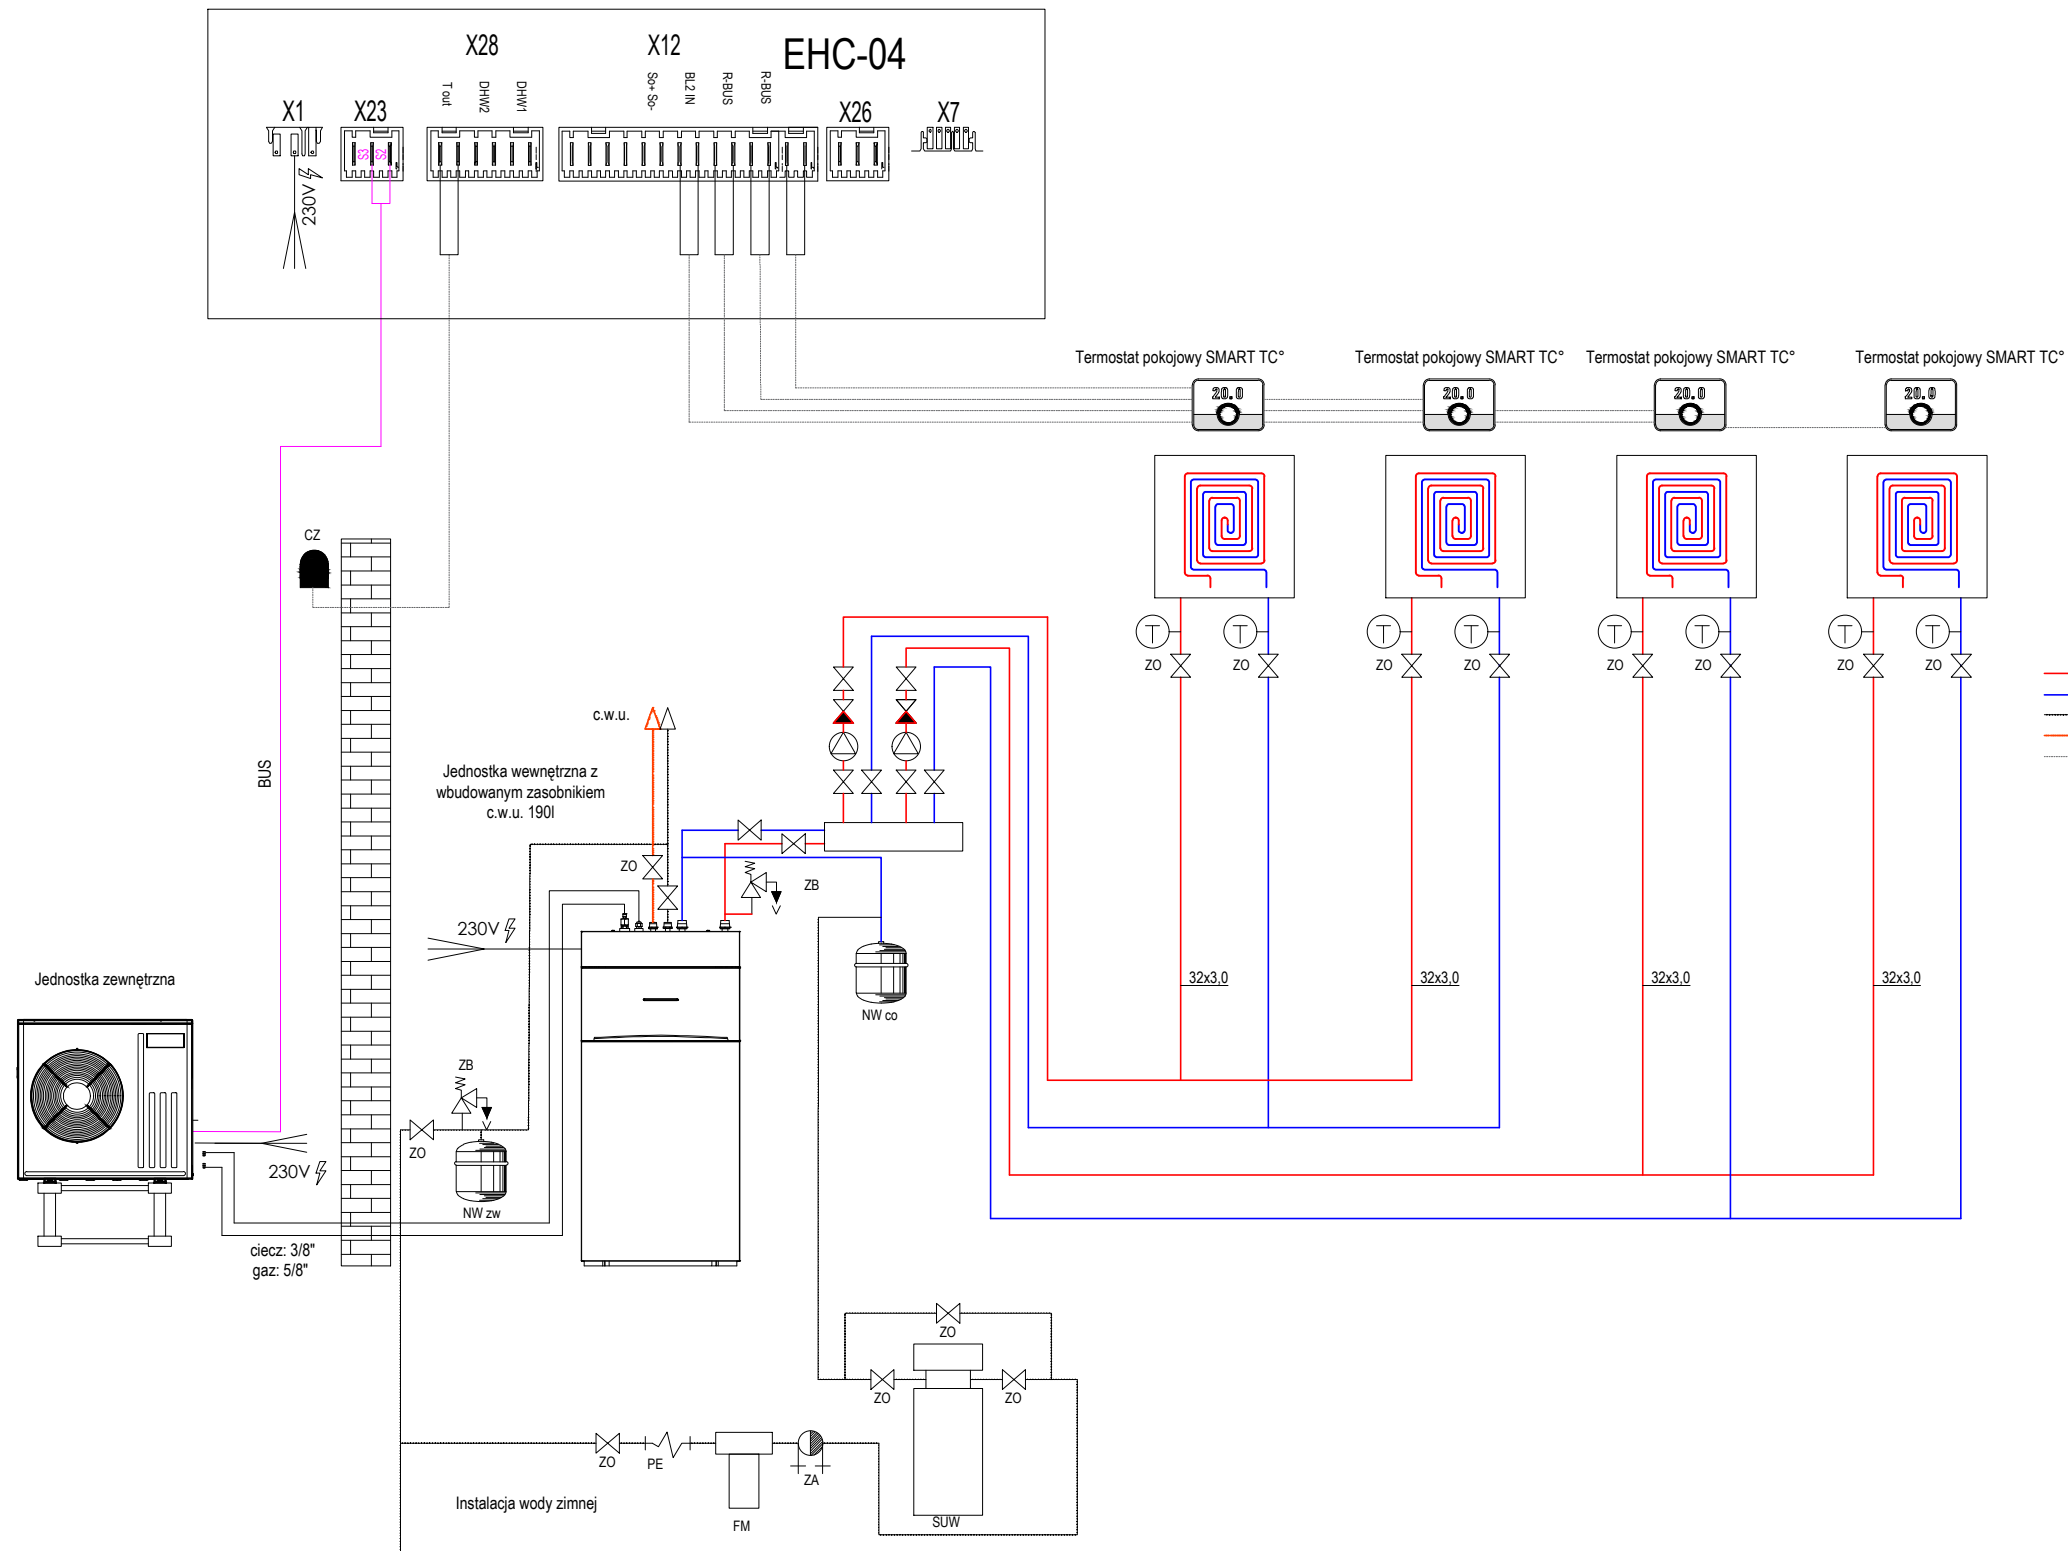 EHC-04
X28
X12
T out
DHW2
DHW1
So+ So-
BL2 IN
R-BUS
R-BUS
X1
X23
X26
X7
S3
S2
230V
Termostat pokojowy SMART TC°
Termostat pokojowy SMART TC°
Termostat pokojowy SMART TC°
Termostat pokojowy SMART TC°
20.0
20.0
20.0
20.0
CZ
T
T
T
T
T
T
T
T
ZO
ZO
ZO
ZO
ZO
ZO
ZO
ZO
c.w.u.
BUS
Jednostka wewnętrzna z
wbudowanym zasobnikiem
c.w.u. 190l
ZO
ZB
230V
Jednostka zewnętrzna
32x3,0
32x3,0
32x3,0
32x3,0
NW co
ZB
ZO
230V
NW zw
ciecz: 3/8"
gaz: 5/8"
ZO
ZO
ZO
ZO
PE
ZA
Instalacja wody zimnej
FM
SUW